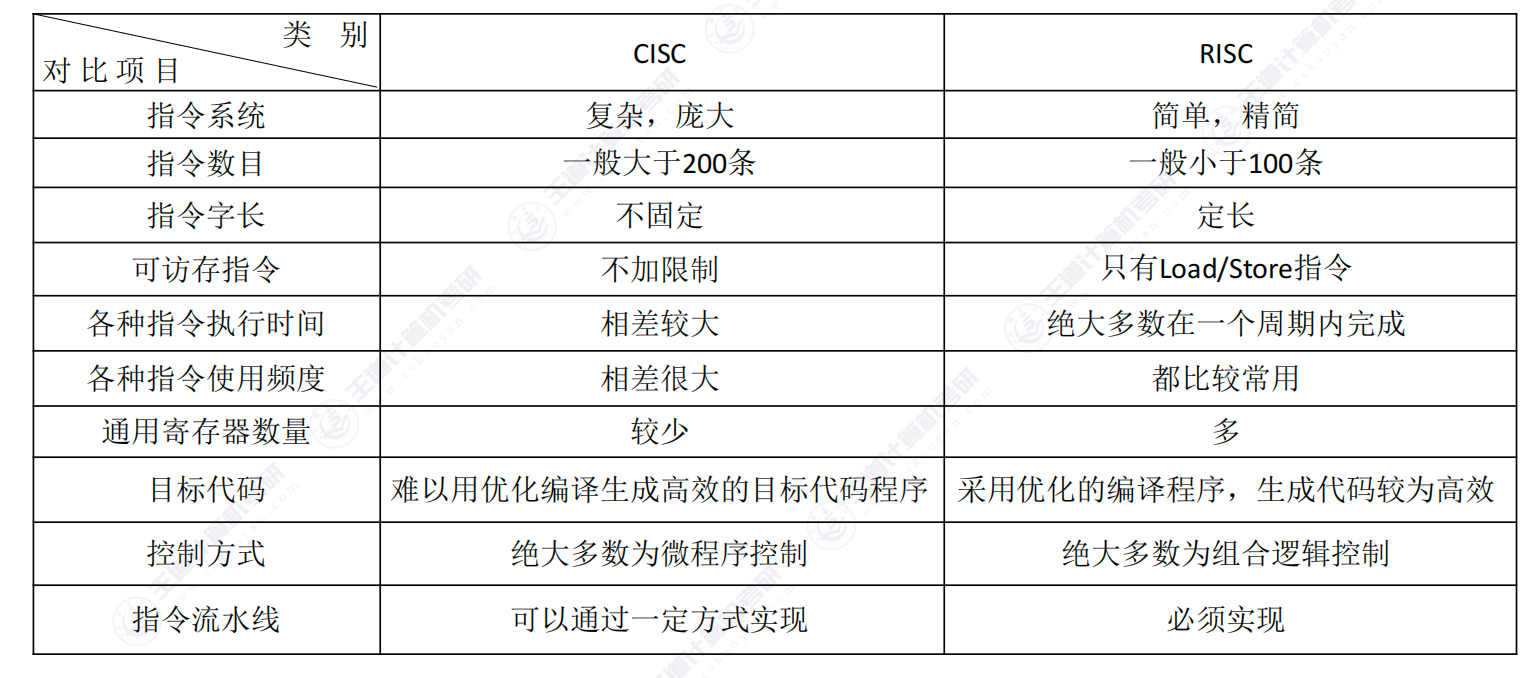 类 别
对比项目
CISC
RISC
指令系统
复杂，庞大
简单，精简
指令数目
一般大于200条
一般小于100条
指令字长
不固定
定长
可访存指令
不加限制
只有Load/Store指令
各种指令执行时间
相差较大
绝大多数在一个周期内完成
各种指令使用频度
相差很大
都比较常用
通用寄存器数量
较少
多
目标代码
难以用优化编译生成高效的目标代码程序
采用优化的编译程序，生成代码较为高效
控制方式
绝大多数为微程序控制
绝大多数为组合逻辑控制
指令流水线
可以通过一定方式实现
必须实现
王道计算机考研
www.cskaoyan.com